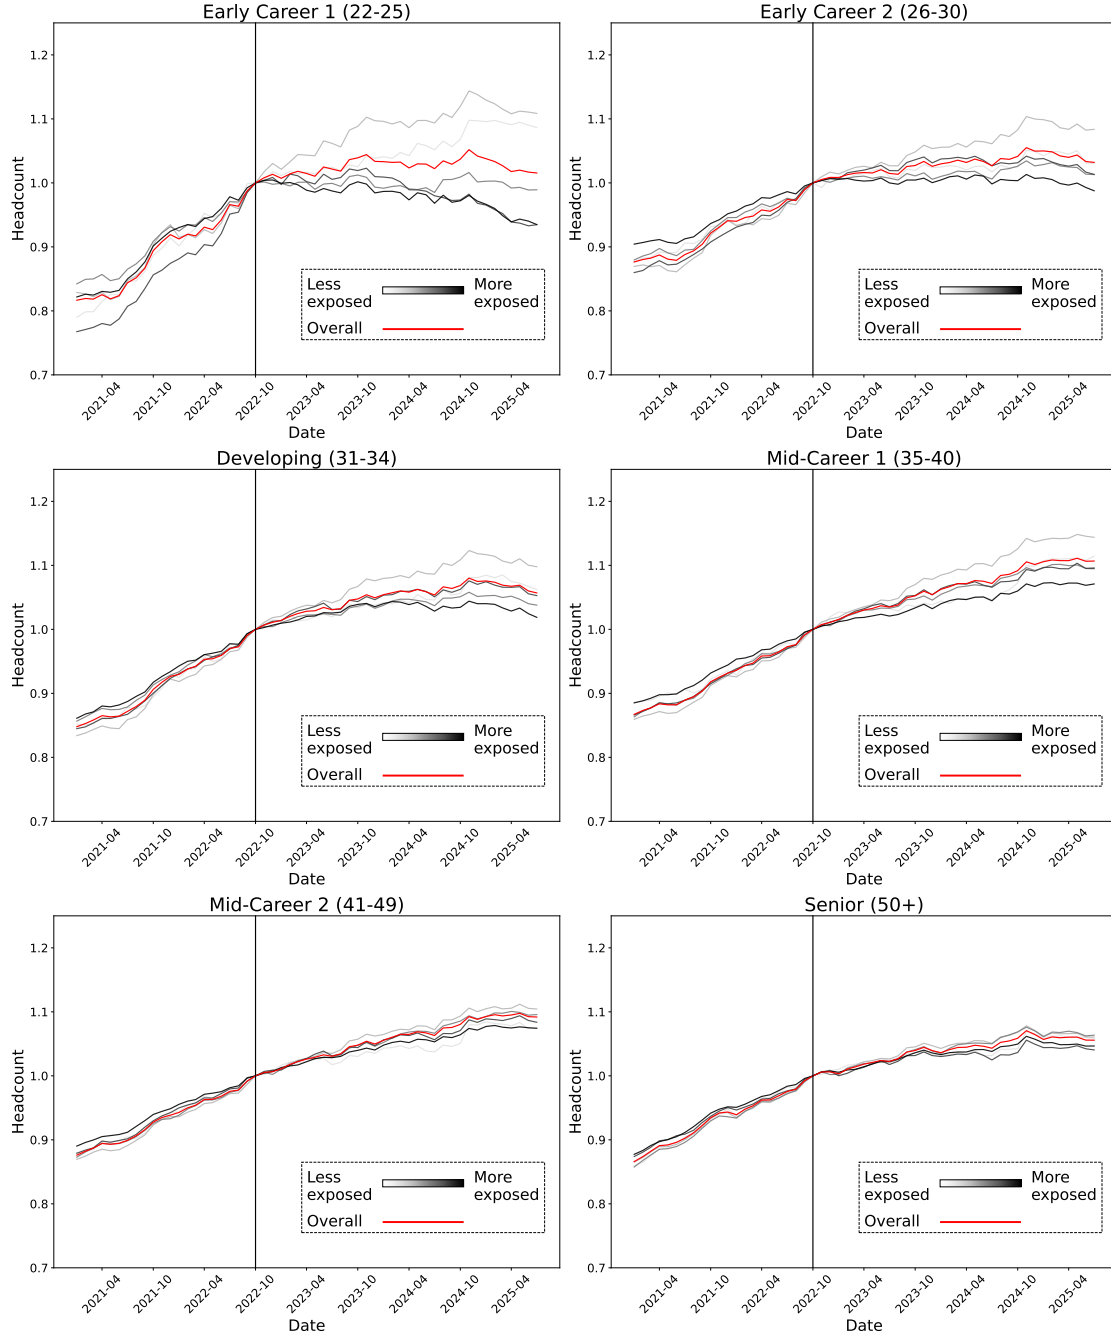 Early Career 1 (22-25)
1.2
1.1
1.0
0.9
0.8
0.7
Headcount
Less exposed
More exposed
Overall
2021-04
2021-10
2022-04
2022-10
2023-04
2023-10
2024-04
2024-10
2025-04
Date
Early Career 2 (26-30)
1.2
1.1
1.0
0.9
0.8
0.7
Headcount
Less exposed
More exposed
Overall
2021-04
2021-10
2022-04
2022-10
2023-04
2023-10
2024-04
2024-10
2025-04
Date
Developing (31-34)
1.2
1.1
1.0
0.9
0.8
0.7
Headcount
Less exposed
More exposed
Overall
2021-04
2021-10
2022-04
2022-10
2023-04
2023-10
2024-04
2024-10
2025-04
Date
Mid-Career 1 (35-40)
1.2
1.1
1.0
0.9
0.8
0.7
Headcount
Less exposed
More exposed
Overall
2021-04
2021-10
2022-04
2022-10
2023-04
2023-10
2024-04
2024-10
2025-04
Date
Mid-Career 2 (41-49)
1.2
1.1
1.0
0.9
0.8
0.7
Headcount
Less exposed
More exposed
Overall
2021-04
2021-10
2022-04
2022-10
2023-04
2023-10
2024-04
2024-10
2025-04
Date
Senior (50+)
1.2
1.1
1.0
0.9
0.8
0.7
Headcount
Less exposed
More exposed
Overall
2021-04
2021-10
2022-04
2022-10
2023-04
2023-10
2024-04
2024-10
2025-04
Date